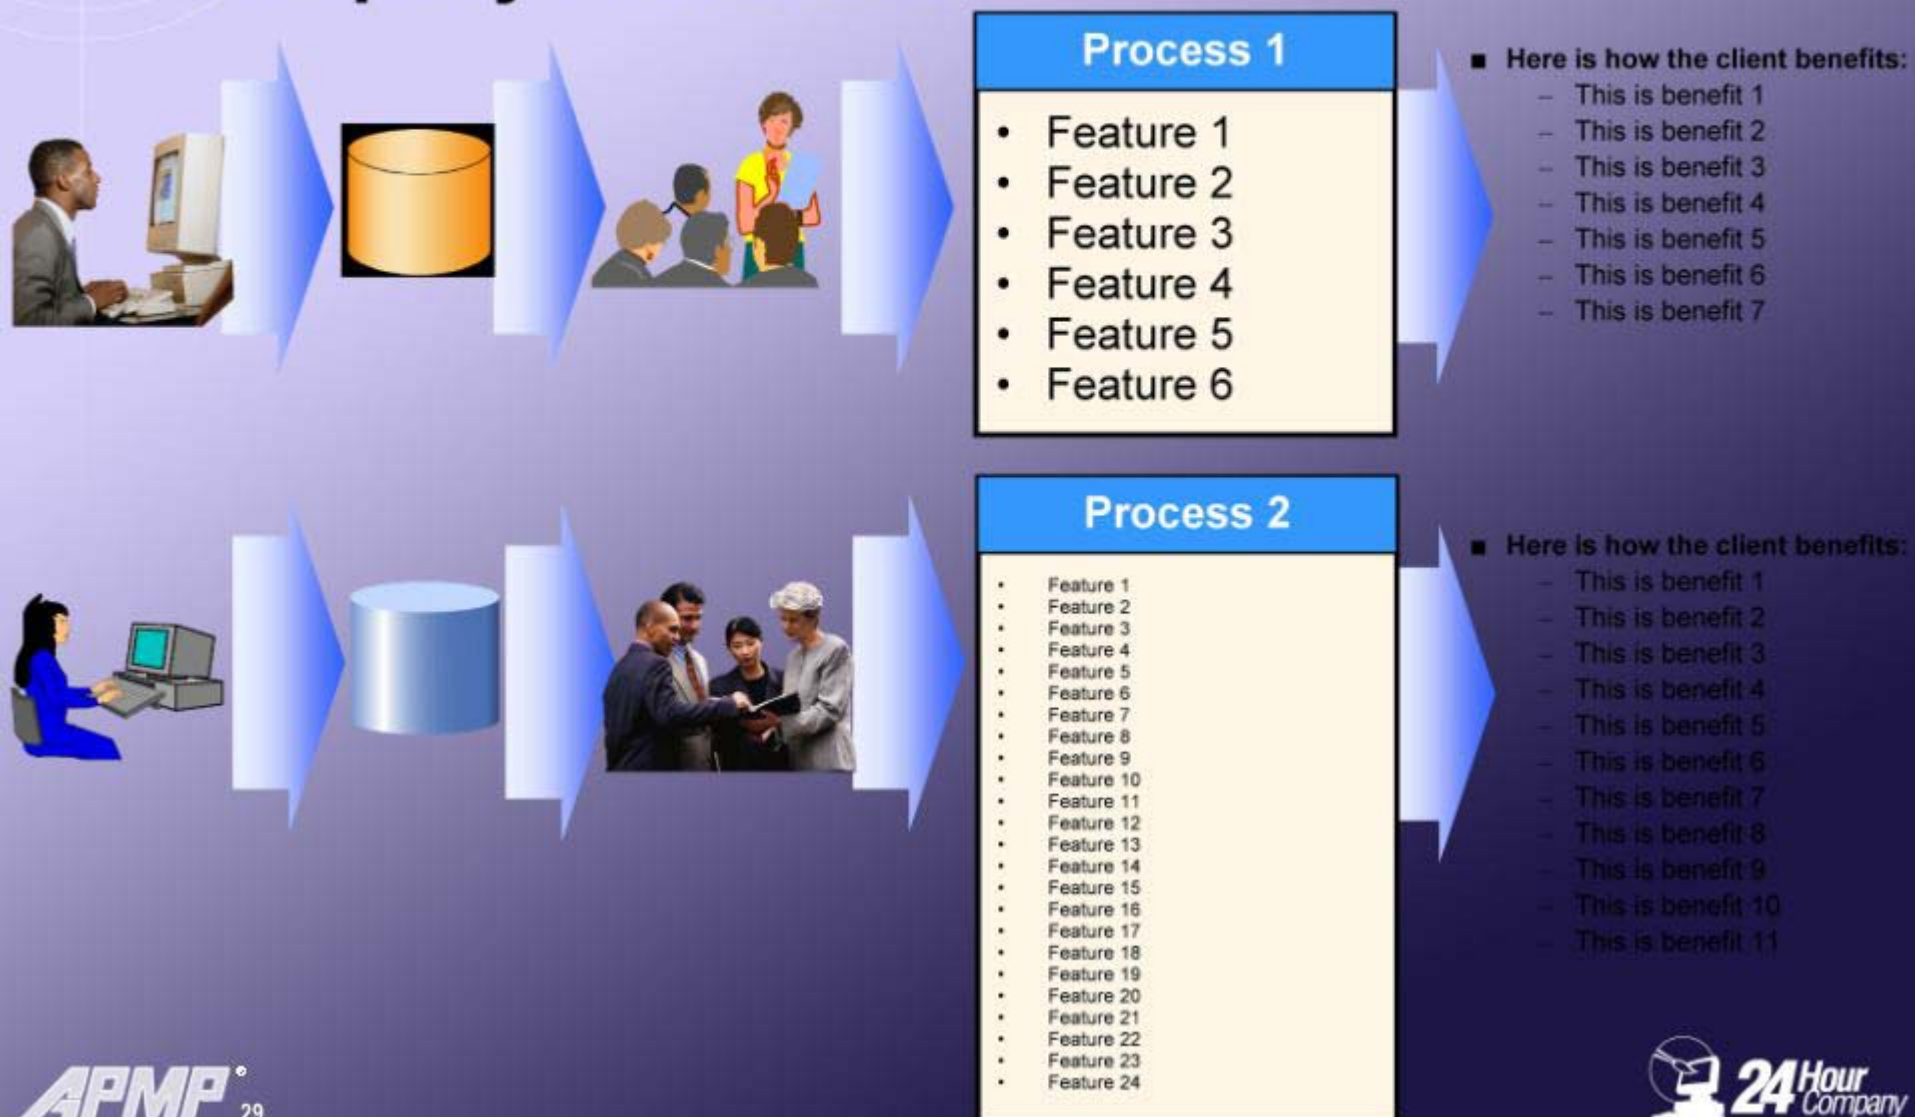 Process 1
• Feature 1
• Feature 2
• Feature 3
• Feature 4
• Feature 5
• Feature 6
■ Here is how the client benefits:
– This is benefit 1
– This is benefit 2
– This is benefit 3
– This is benefit 4
– This is benefit 5
– This is benefit 6
– This is benefit 7
Process 2
• Feature 1
• Feature 2
• Feature 3
• Feature 4
• Feature 5
• Feature 6
• Feature 7
• Feature 8
• Feature 9
• Feature 10
• Feature 11
• Feature 12
• Feature 13
• Feature 14
• Feature 15
• Feature 16
• Feature 17
• Feature 18
• Feature 19
• Feature 20
• Feature 21
• Feature 22
• Feature 23
• Feature 24
■ Here is how the client benefits:
– This is benefit 1
– This is benefit 2
– This is benefit 3
– This is benefit 4
– This is benefit 5
– This is benefit 6
– This is benefit 7
– This is benefit 8
– This is benefit 9
– This is benefit 10
– This is benefit 11
APMP®
29
24 Hour
Company